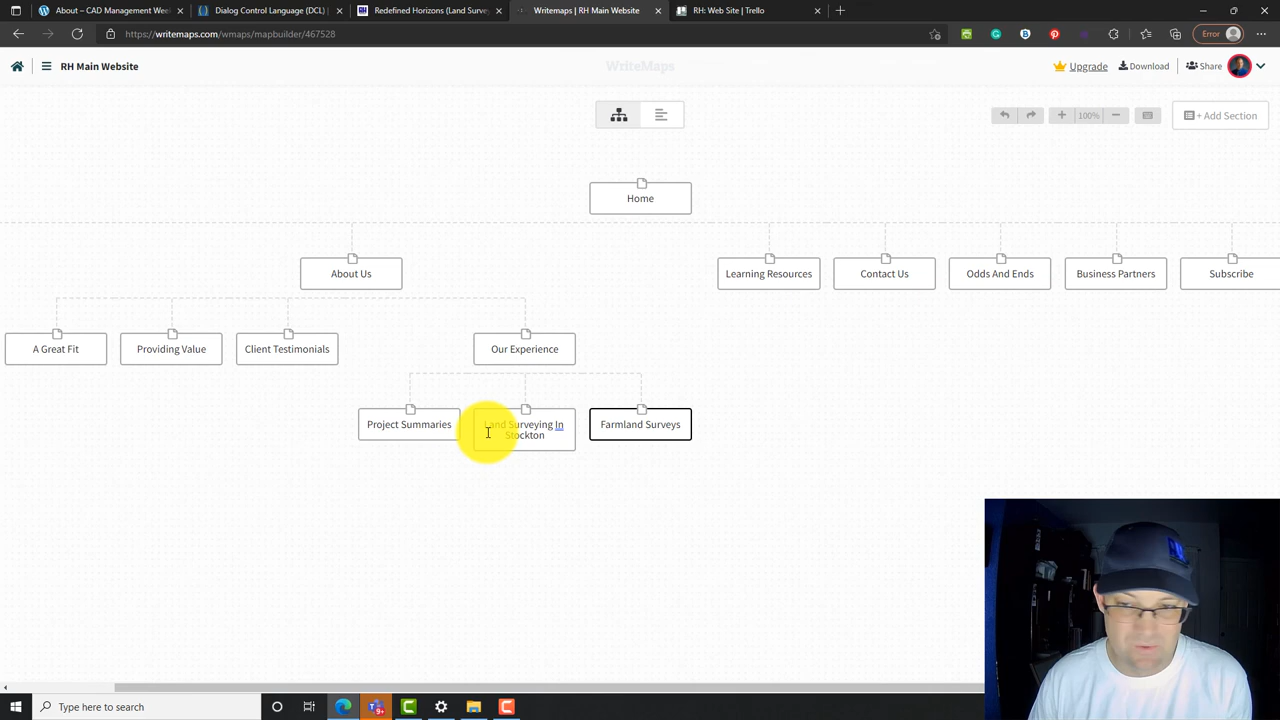 About – CAD Management Wee
Dialog Control Language (DCL) |
Redefined Horizons (Land Surve
Writemaps | RH Main Website
RH: Web Site | Trello
https://writemaps.com/wmaps/mapbuilder/467528
Error
RH Main Website
WriteMaps
Upgrade
Download
Share
100%
+ Add Section
Home
About Us
Learning Resources
Contact Us
Odds And Ends
Business Partners
Subscribe
A Great Fit
Providing Value
Client Testimonials
Our Experience
Project Summaries
Land Surveying In
Stockton
Farmland Surveys
Type here to search
9+